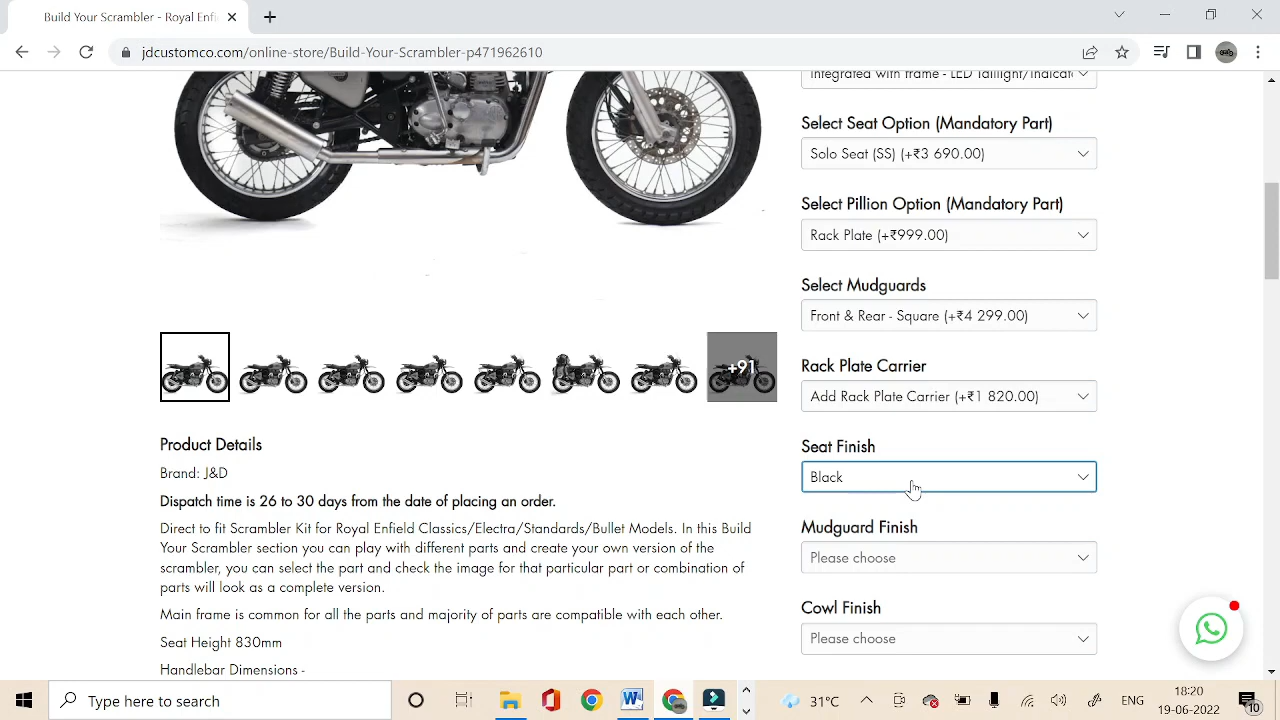 Build Your Scrambler - Royal Enfi
jdcustomco.com/online-store/Build-Your-Scrambler-p471962610
Integrated with frame - LED Taillight/Indicat
Select Seat Option (Mandatory Part)
Solo Seat (SS) (+₹3 690.00)
Select Pillion Option (Mandatory Part)
Rack Plate (+₹999.00)
Select Mudguards
Front & Rear - Square (+₹4 299.00)
+91
Rack Plate Carrier
Add Rack Plate Carrier (+₹1 820.00)
Seat Finish
Black
Mudguard Finish
Please choose
Cowl Finish
Please choose
Product Details
Brand: J&D
Dispatch time is 26 to 30 days from the date of placing an order.
Direct to fit Scrambler Kit for Royal Enfield Classics/Electra/Standards/Bullet Models. In this Build
Your Scrambler section you can play with different parts and create your own version of the
scrambler, you can select the part and check the image for that particular part or combination of
parts will look as a complete version.
Main frame is common for all the parts and majority of parts are compatible with each other.
Seat Height 830mm
Handlebar Dimensions -
Type here to search
31°C
ENG
18:20
19-06-2022
10